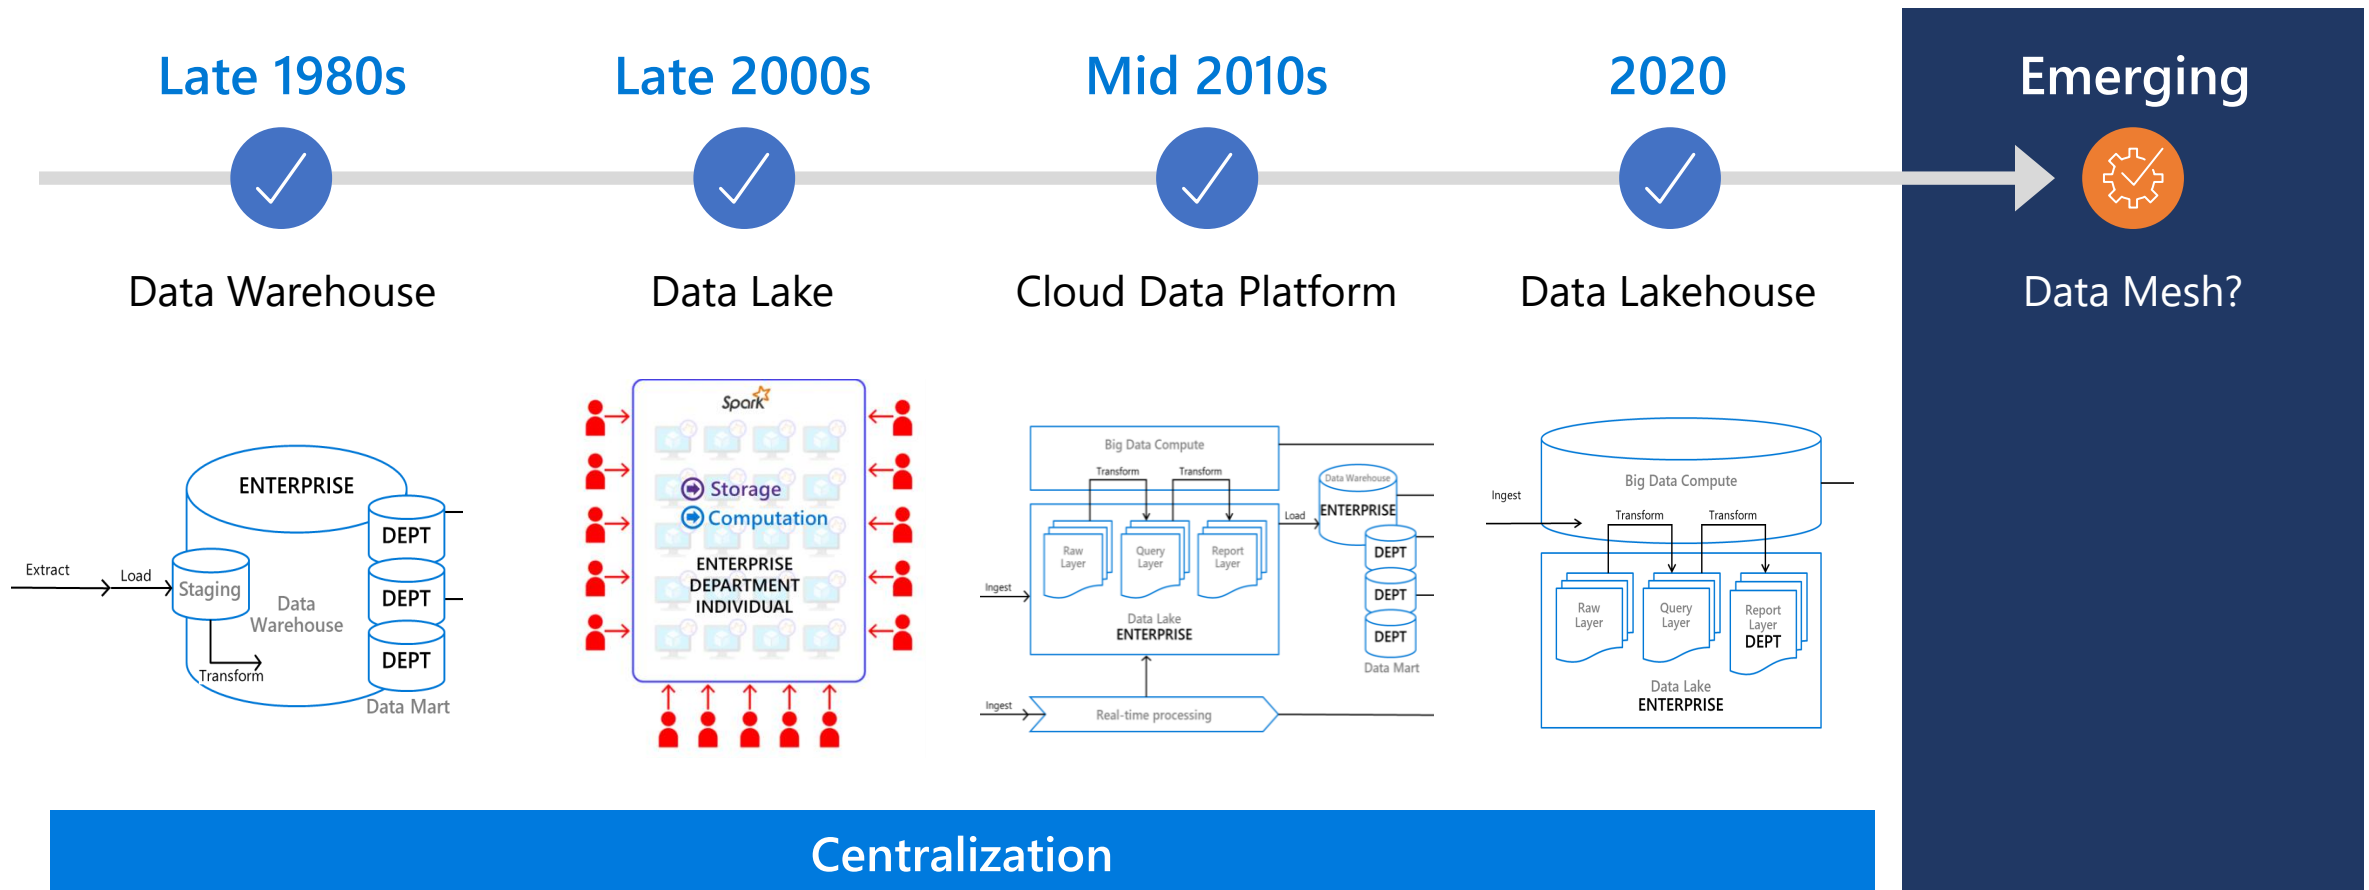 Late 1980s
Late 2000s
Mid 2010s
2020
Emerging
Data Warehouse
Data Lake
Cloud Data Platform
Data Lakehouse
Data Mesh?
ENTERPRISE
DEPT
DEPT
DEPT
Extract
Load
Staging
Data
Warehouse
Transform
Data Mart
Spark
Storage
Computation
ENTERPRISE
DEPARTMENT
INDIVIDUAL
Big Data Compute
Transform
Transform
Data Warehouse
ENTERPRISE
Load
DEPT
DEPT
DEPT
Data Mart
Raw
Layer
Query
Layer
Report
Layer
Ingest
Data Lake
ENTERPRISE
Ingest
Real-time processing
Big Data Compute
Ingest
Transform
Transform
Raw
Layer
Query
Layer
Report
Layer
DEPT
Data Lake
ENTERPRISE
Centralization